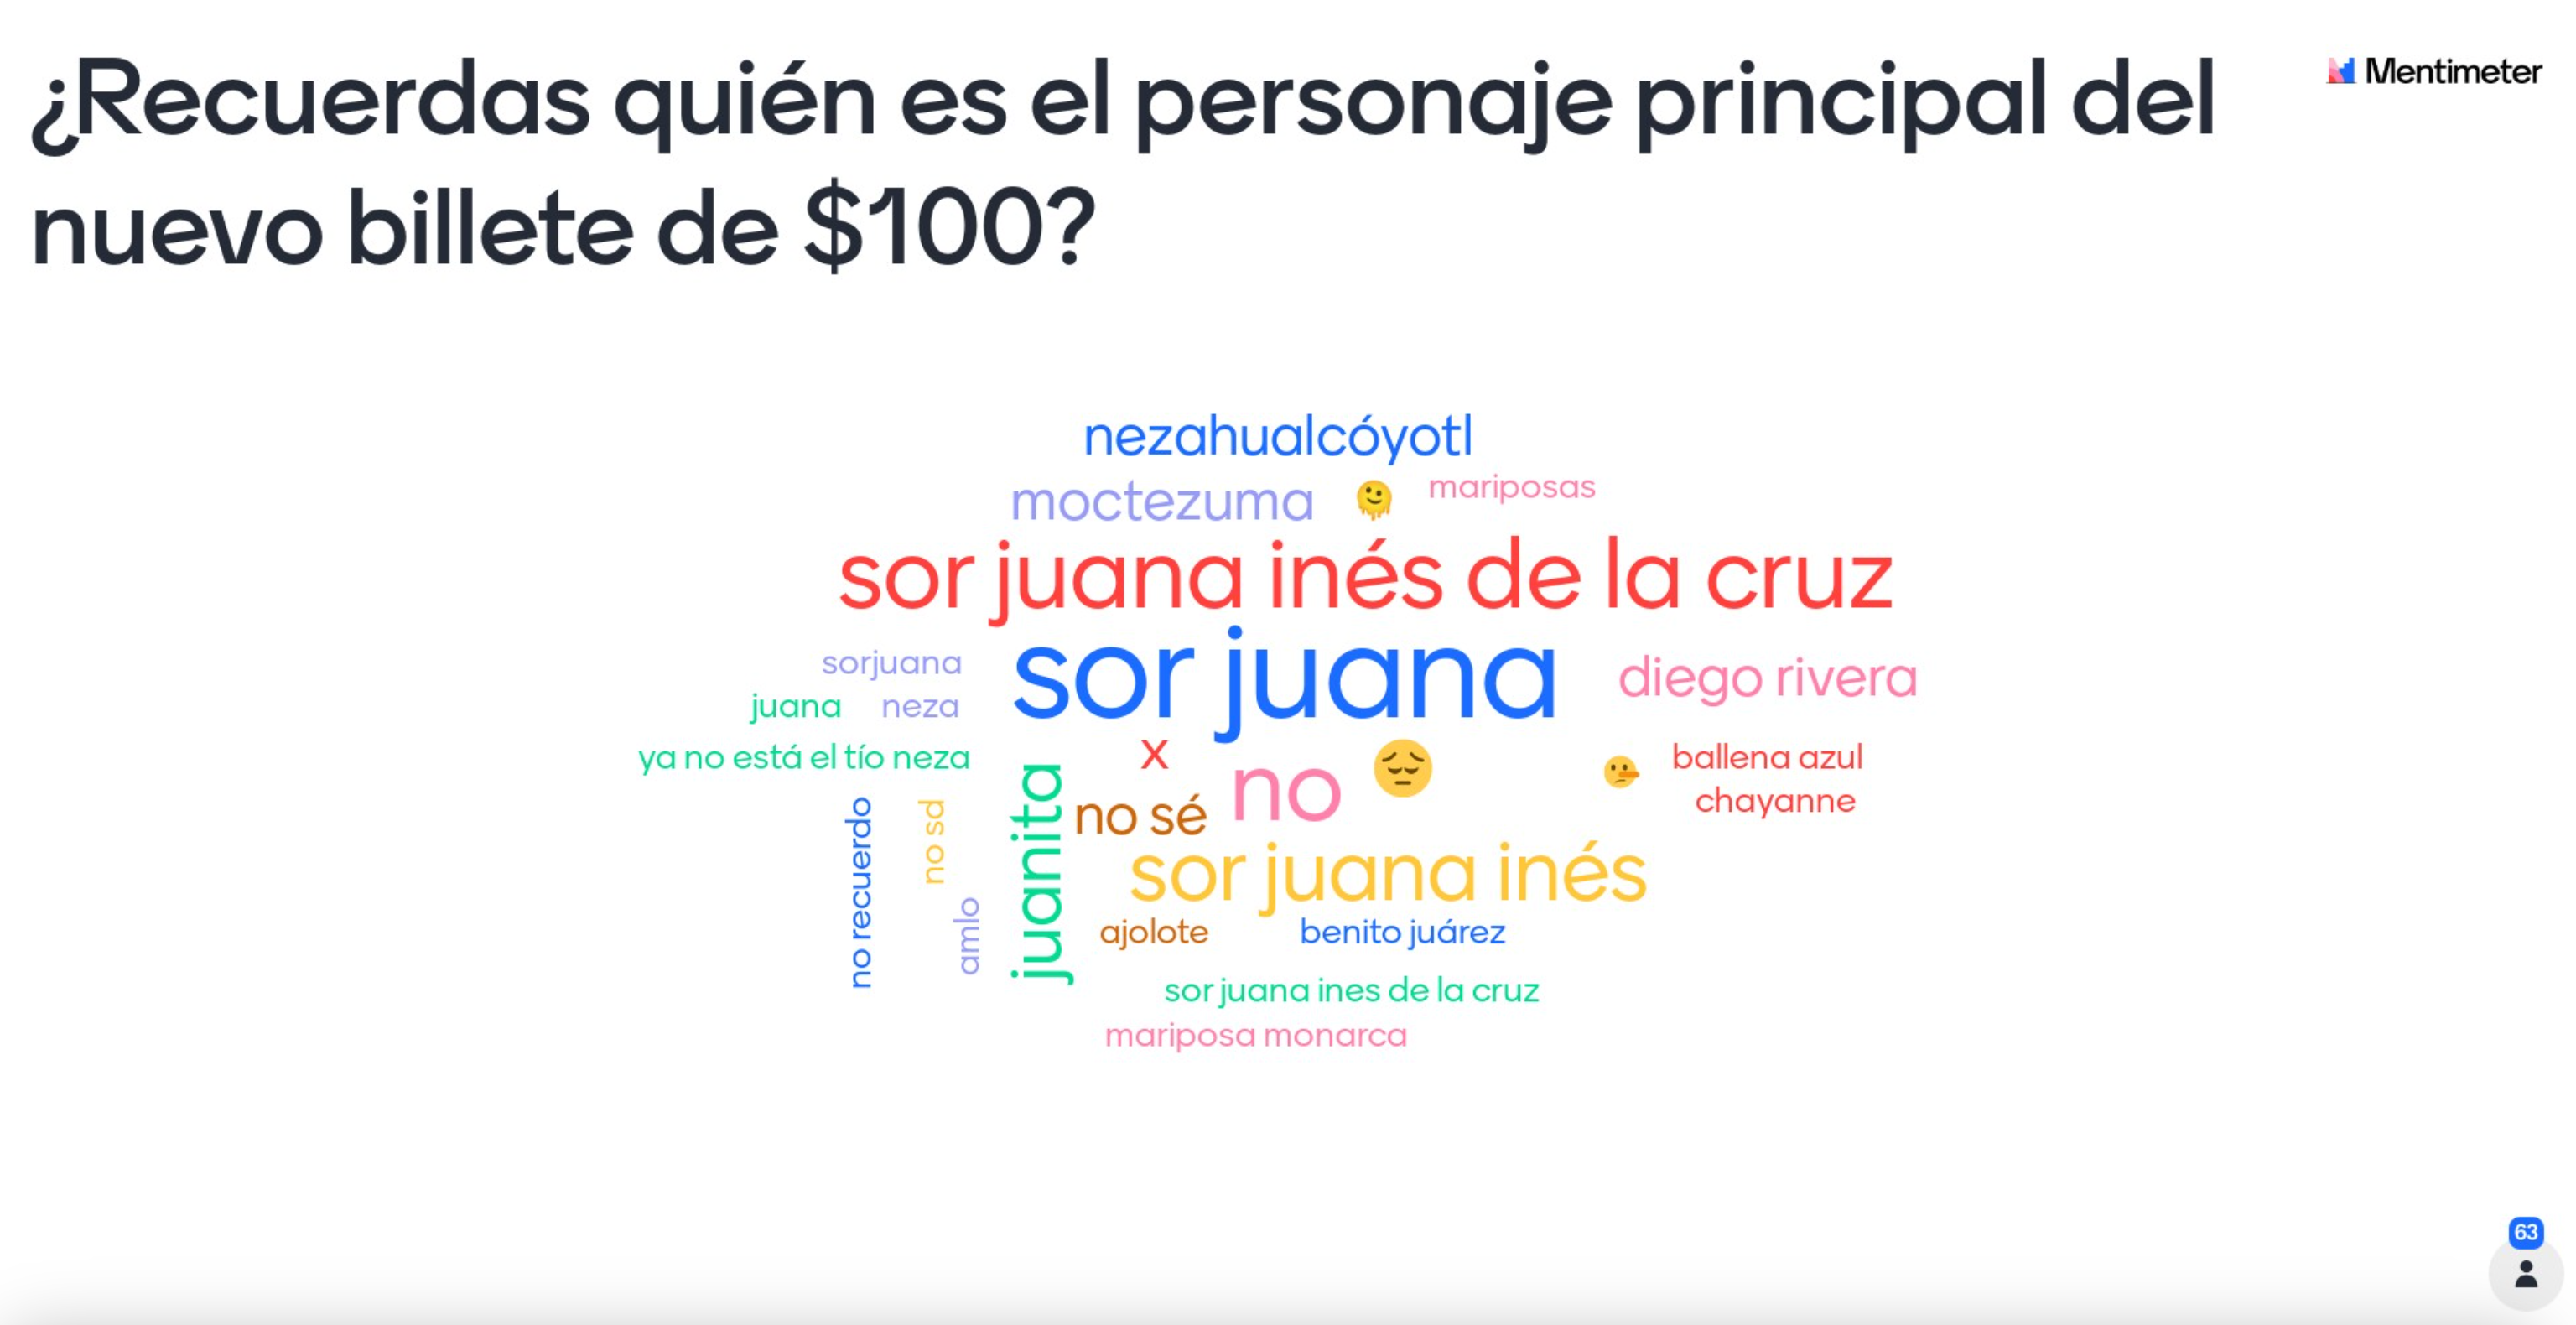 ¿Recuerdas quién es el personaje principal del
nuevo billete de $100?
Mentimeter
nezahualcóyotl
moctezuma
mariposas
sor juana inés de la cruz
sorjuana
sor juana
diego rivera
juana
neza
ya no está el tío neza
x
ballena azul
no
no sé
chayanne
no recuerdo
no sd
juanita
sor juana inés
amlo
ajolote
benito juárez
sor juana ines de la cruz
mariposa monarca
63